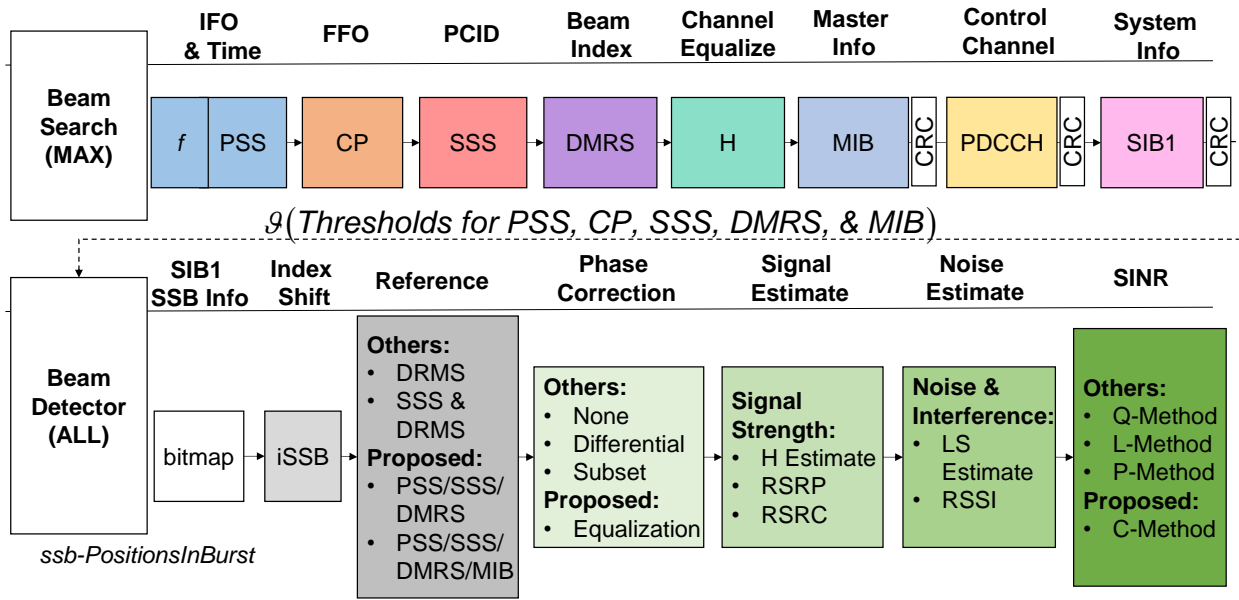 IFO
& Time
FFO
PCID
Beam
Index
Channel
Equalize
Master
Info
Control
Channel
System
Info
Beam
Search
(MAX)
f
PSS
CP
SSS
DMRS
H
MIB
CRC
PDCCH
CRC
SIB1
CRC
ϑ(Thresholds for PSS, CP, SSS, DMRS, & MIB)
SIB1
SSB Info
Index
Shift
Reference
Phase
Correction
Signal
Estimate
Noise
Estimate
SINR
Beam
Detector
(ALL)
bitmap
ssb-PositionsInBurst
iSSB
Others:
• DRMS
• SSS &
DRMS
Proposed:
• PSS/SSS/
DMRS
• PSS/SSS/
DMRS/MIB
Others:
• None
• Differential
• Subset
Proposed:
• Equalization
Signal
Strength:
• H Estimate
• RSRP
• RSRC
Noise &
Interference:
• LS
Estimate
• RSSI
Others:
• Q-Method
• L-Method
• P-Method
Proposed:
• C-Method